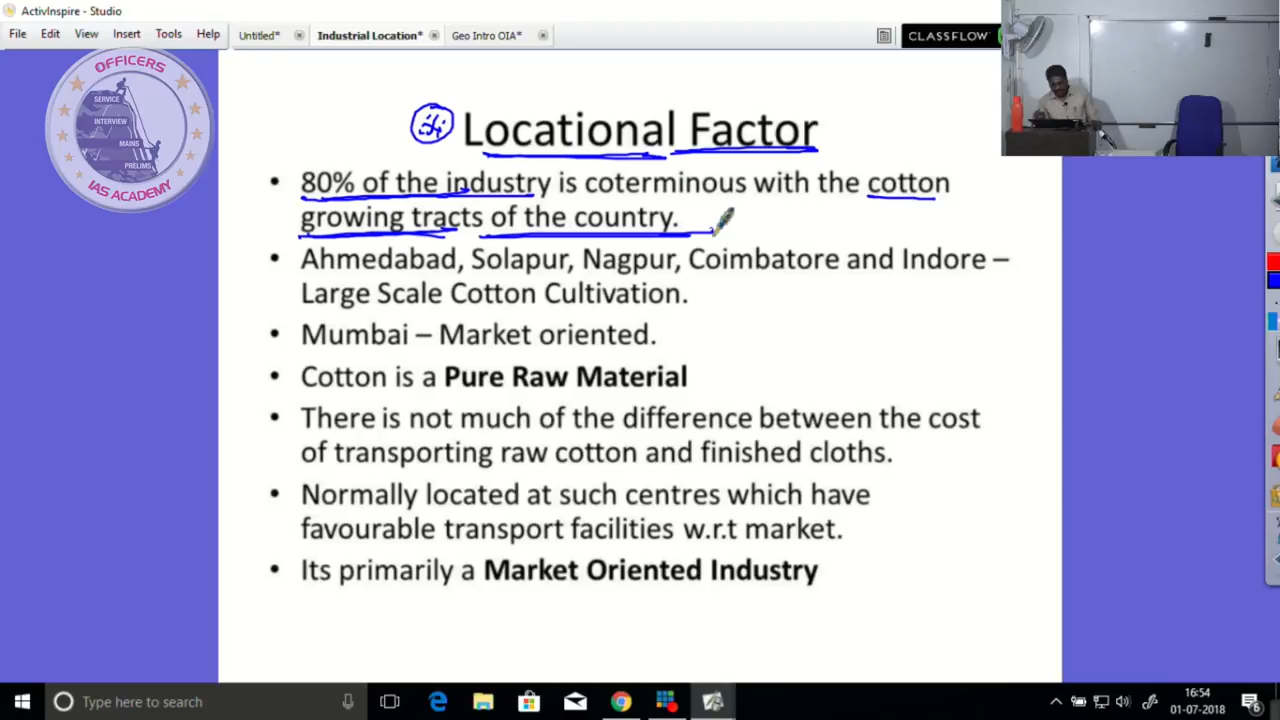 ActivInspire - Studio
File Edit View Insert Tools Help
Untitled* Industrial Location* Geo Intro OIA* CLASSFLOW
OFFICERS
SERVICE
INTERVIEW
MAINS
PRELIMS
IAS ACADEMY
Locational Factor
• 80% of the industry is coterminous with the cotton
growing tracts of the country.
• Ahmedabad, Solapur, Nagpur, Coimbatore and Indore –
Large Scale Cotton Cultivation.
• Mumbai – Market oriented.
• Cotton is a Pure Raw Material
• There is not much of the difference between the cost
of transporting raw cotton and finished cloths.
• Normally located at such centres which have
favourable transport facilities w.r.t market.
• Its primarily a Market Oriented Industry
Type here to search
16:54
01-07-2018
6